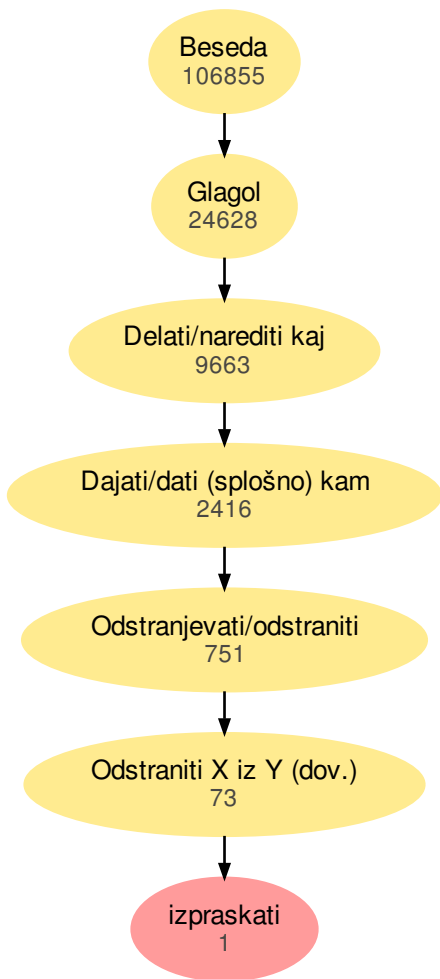 Beseda
106855
Glagol
24628
Delati/narediti kaj
9663
Dajati/dati (splošno) kam
2416
Odstranjevati/odstraniti
751
Odstraniti X iz Y (dov.)
73
izpraskati
1